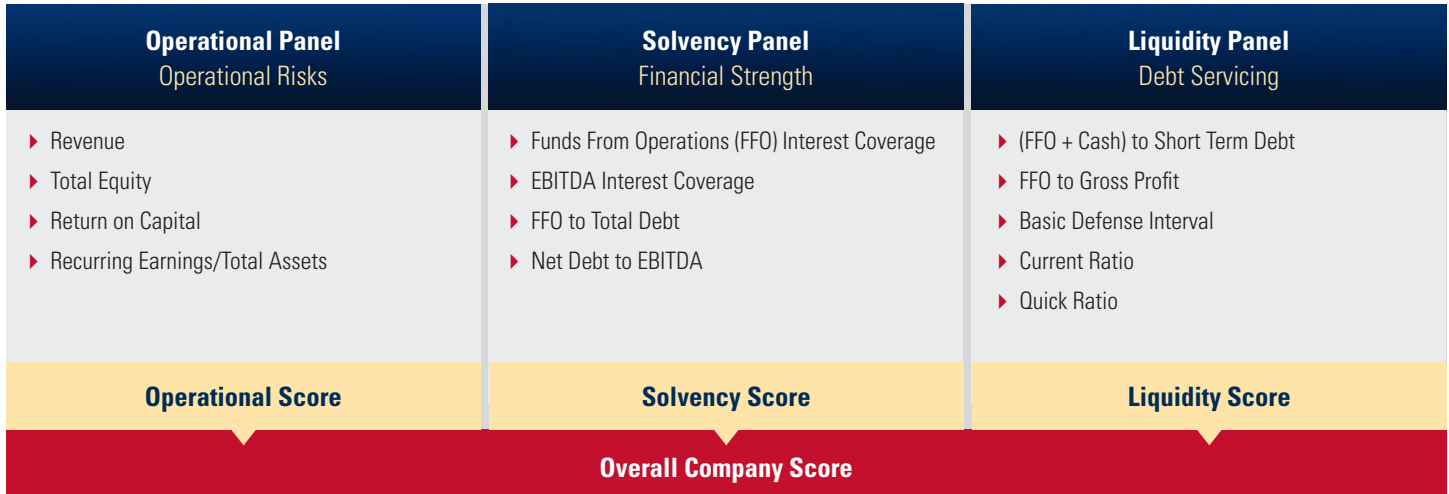 Operational Panel
Operational Risks
Revenue
Total Equity
Return on Capital
Recurring Earnings/Total Assets
Operational Score
Solvency Panel
Financial Strength
Funds From Operations (FFO) Interest Coverage
EBITDA Interest Coverage
FFO to Total Debt
Net Debt to EBITDA
Solvency Score
Liquidity Panel
Debt Servicing
(FFO + Cash) to Short Term Debt
FFO to Gross Profit
Basic Defense Interval
Current Ratio
Quick Ratio
Liquidity Score
Overall Company Score